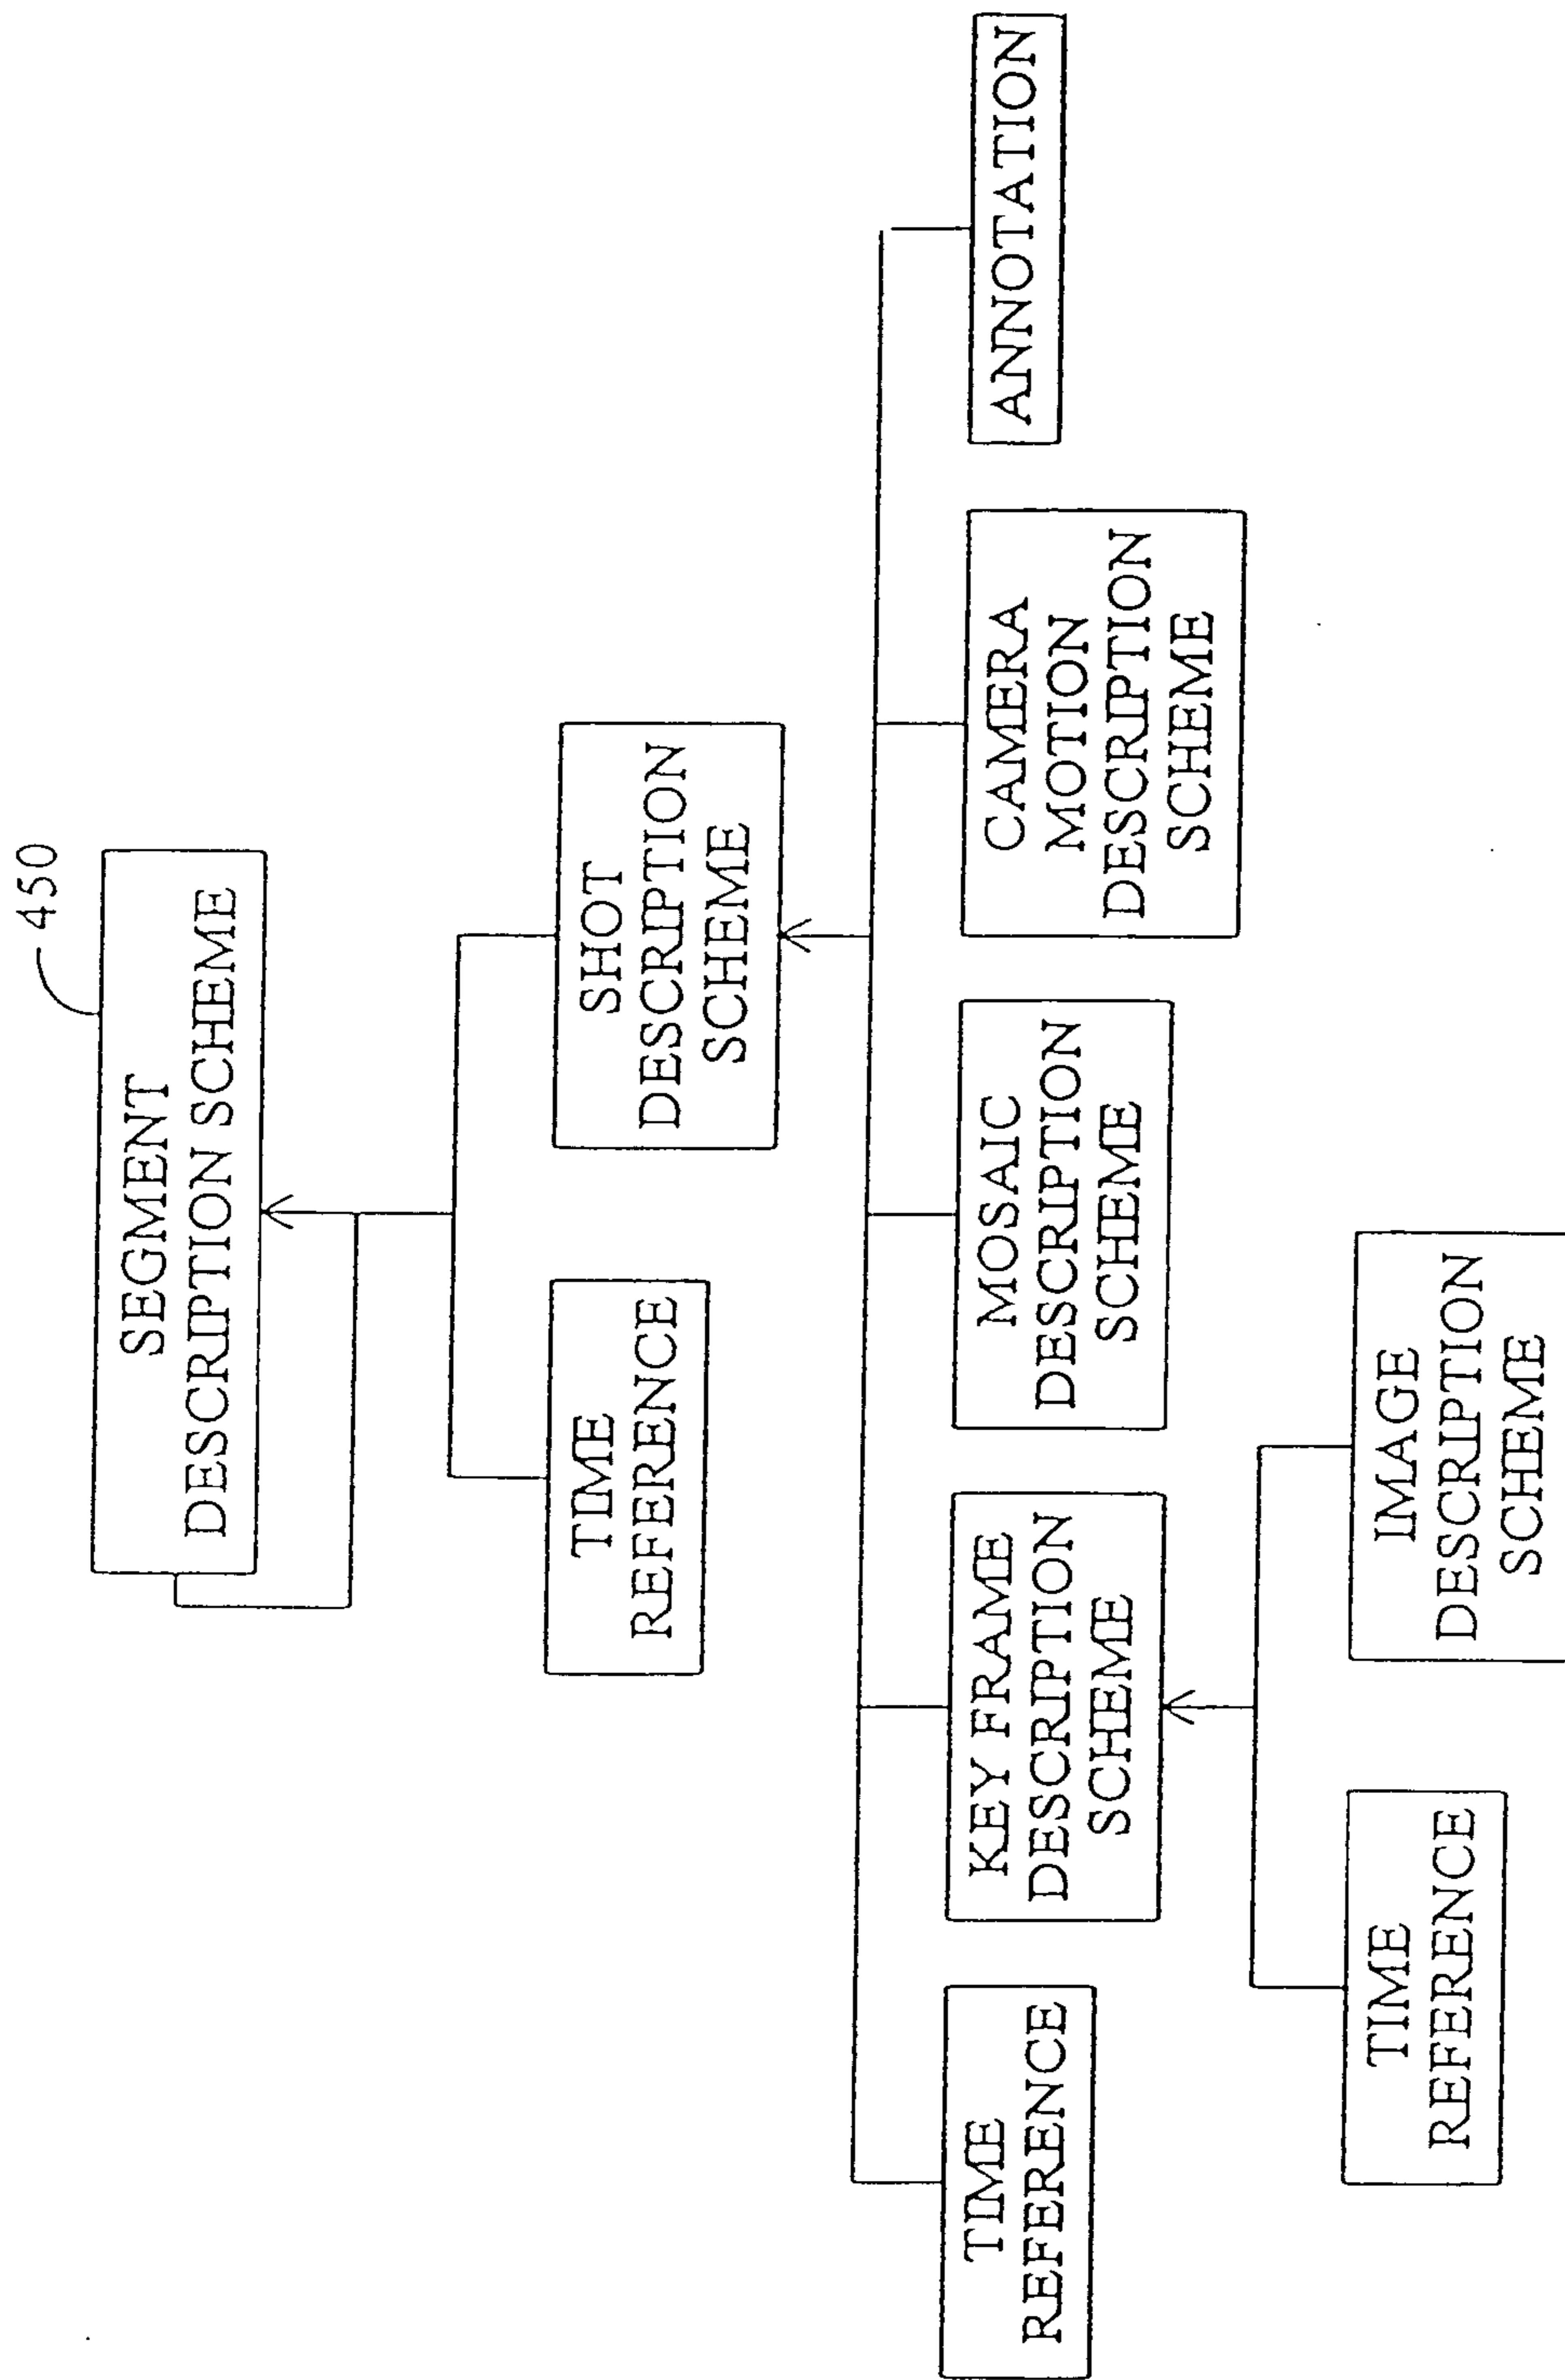 450
SEGMENT
DESCRIPTION SCHEME
TIME
REFERENCE
SHOT
DESCRIPTION
SCHEME
TIME
REFERENCE
KEY FRAME
DESCRIPTION
SCHEME
MOSAIC
DESCRIPTION
SCHEME
CAMERA
MOTION
DESCRIPTION
SCHEME
ANNOTATION
TIME
REFERENCE
IMAGE
DESCRIPTION
SCHEME